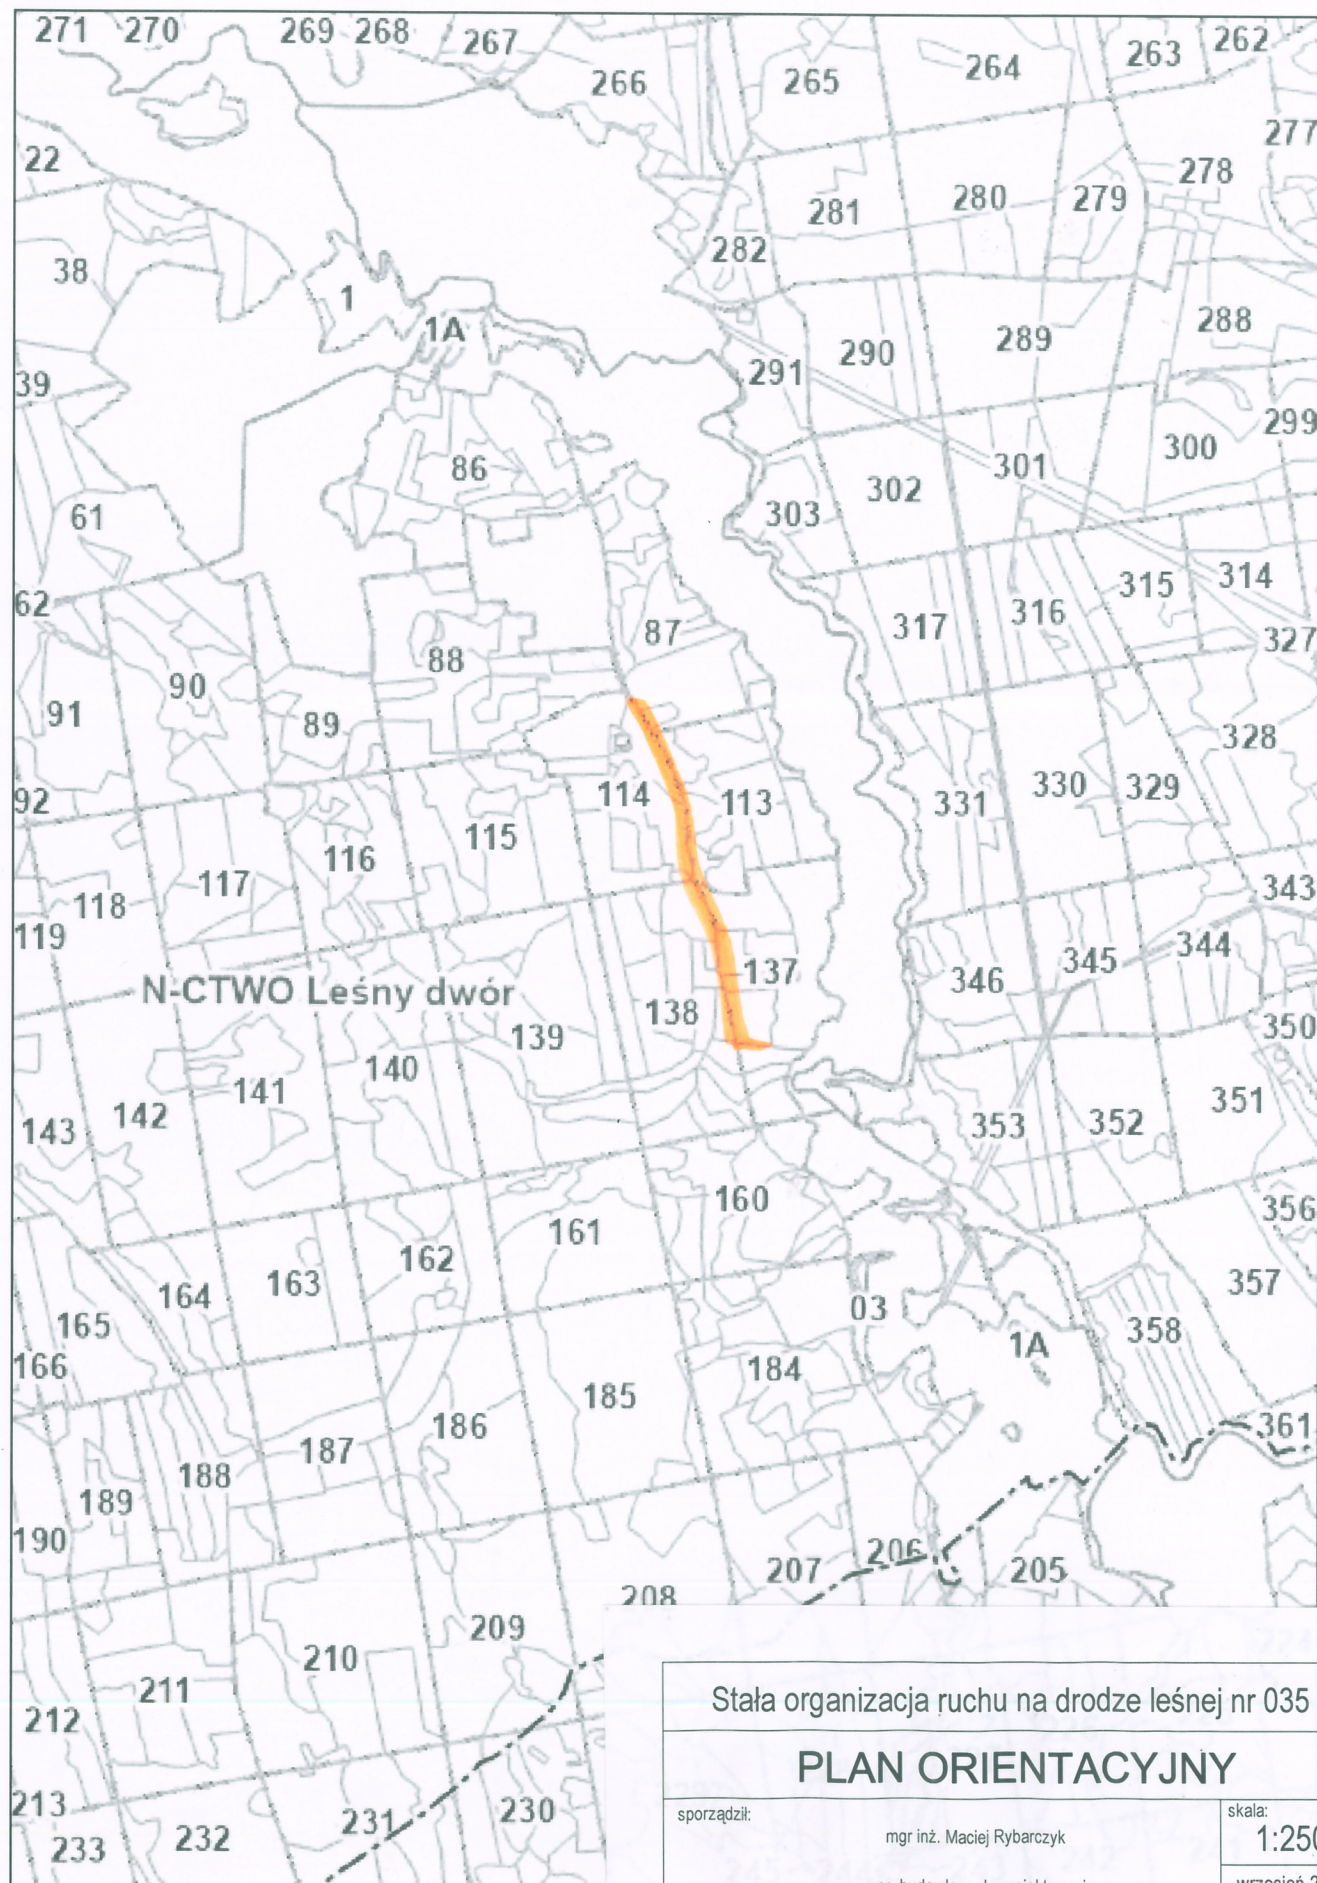 271 270 269 268 267 266 265 264 263 262
22 277 278
38 1 1A 282 281 280 279
39 291 290 289 288
86 303 302 301 300 299
61
62 87 317 316 315 314
327
91 90 89 88 328
92 114 113 331 330 329
118 117 116 115 343
119
N-CTWO Leśny dwór
137 346 345 344
143 142 141 140 139 138 350
353 352 351
160 356
165 164 163 162 161 357
166 03 1A 358
184
189 188 187 186 185 361
190 207 206 205
208
211 210 209
212
213
233 232 231 230
Stała organizacja ruchu na drodze leśnej nr 035
PLAN ORIENTACYJNY
sporządził:
skala:
mgr inż. Maciej Rybarczyk
1:250